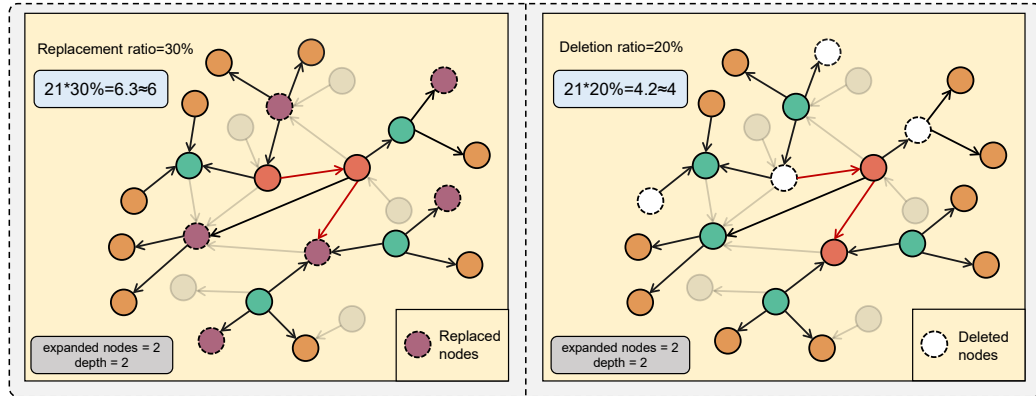 Replacement ratio=30%
21*30%=6.3≈6
expanded nodes = 2
depth = 2
Replaced
nodes
Deletion ratio=20%
21*20%=4.2≈4
expanded nodes = 2
depth = 2
Deleted
nodes